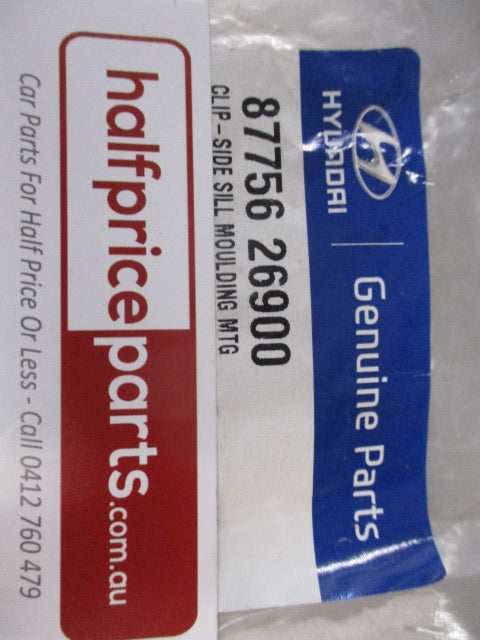 HYUNDAI | Genuine Parts
87756 26900
CLIP-SIDE SILL MOULDING MTG
halfpriceparts.com.au
Car Parts For Half Price Or Less - Call 0412 760 479